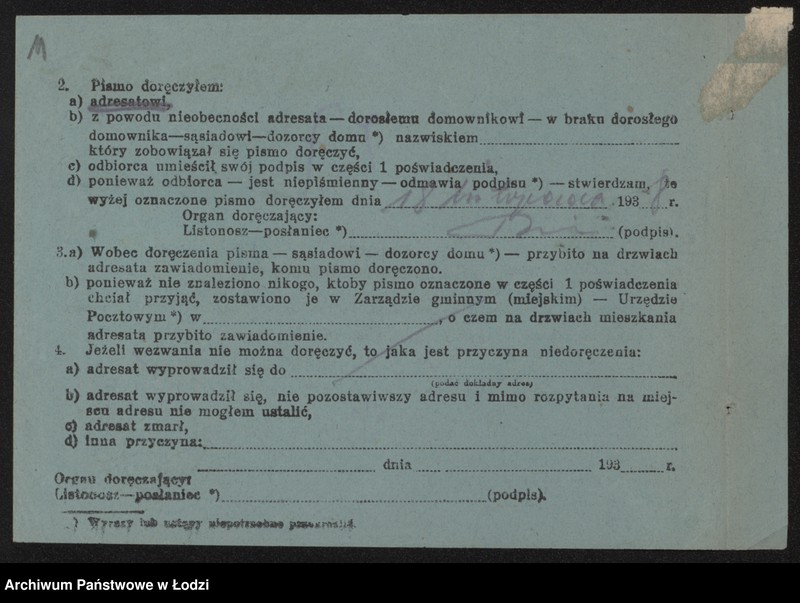 2. Pismo doręczyłem:
a) adresatowi,
b) z powodu nieobecności adresata — dorosłemu domownikowi — w braku dorosłego
domownika—sąsiadowi—dozorcy domu *) nazwiskiem
który zobowiązał się pismo doręczyć,
c) odbiorca umieścił swój podpis w części 1 poświadczenia,
d) ponieważ odbiorca — jest niepiśmienny — odmawia podpisu *) — stwierdzam, że
wyżej oznaczone pismo doręczyłem dnia 18 listopada 1938 r.
Organ doręczający:
Listonosz—posłaniec *) (podpis).
3.a) Wobec doręczenia pisma — sąsiadowi — dozorcy domu *) — przybito na drzwiach
adresata zawiadomienie, komu pismo doręczono.
b) ponieważ nie znaleziono nikogo, ktoby pismo oznaczone w części 1 poświadczenia
chciał przyjąć, zostawiono je w Zarządzie gminnym (miejskim) — Urzędzie
Pocztowym *) w , o czem na drzwiach mieszkania
adresata przybito zawiadomienie.
4. Jeżeli wezwania nie można doręczyć, to jaka jest przyczyna niedoręczenia:
a) adresat wyprowadził się do
(podać dokładny adres)
b) adresat wyprowadził się, nie pozostawiwszy adresu i mimo rozpytania na miej-
scu adresu nie mogłem ustalić,
c) adresat zmarł,
d) inna przyczyna:
dnia 193 r.
Organ doręczający:
Listonosz—posłaniec *) (podpis).
*) Wyrazy lub ustępy niepotrzebne przekreślić.
Archiwum Państwowe w Łodzi